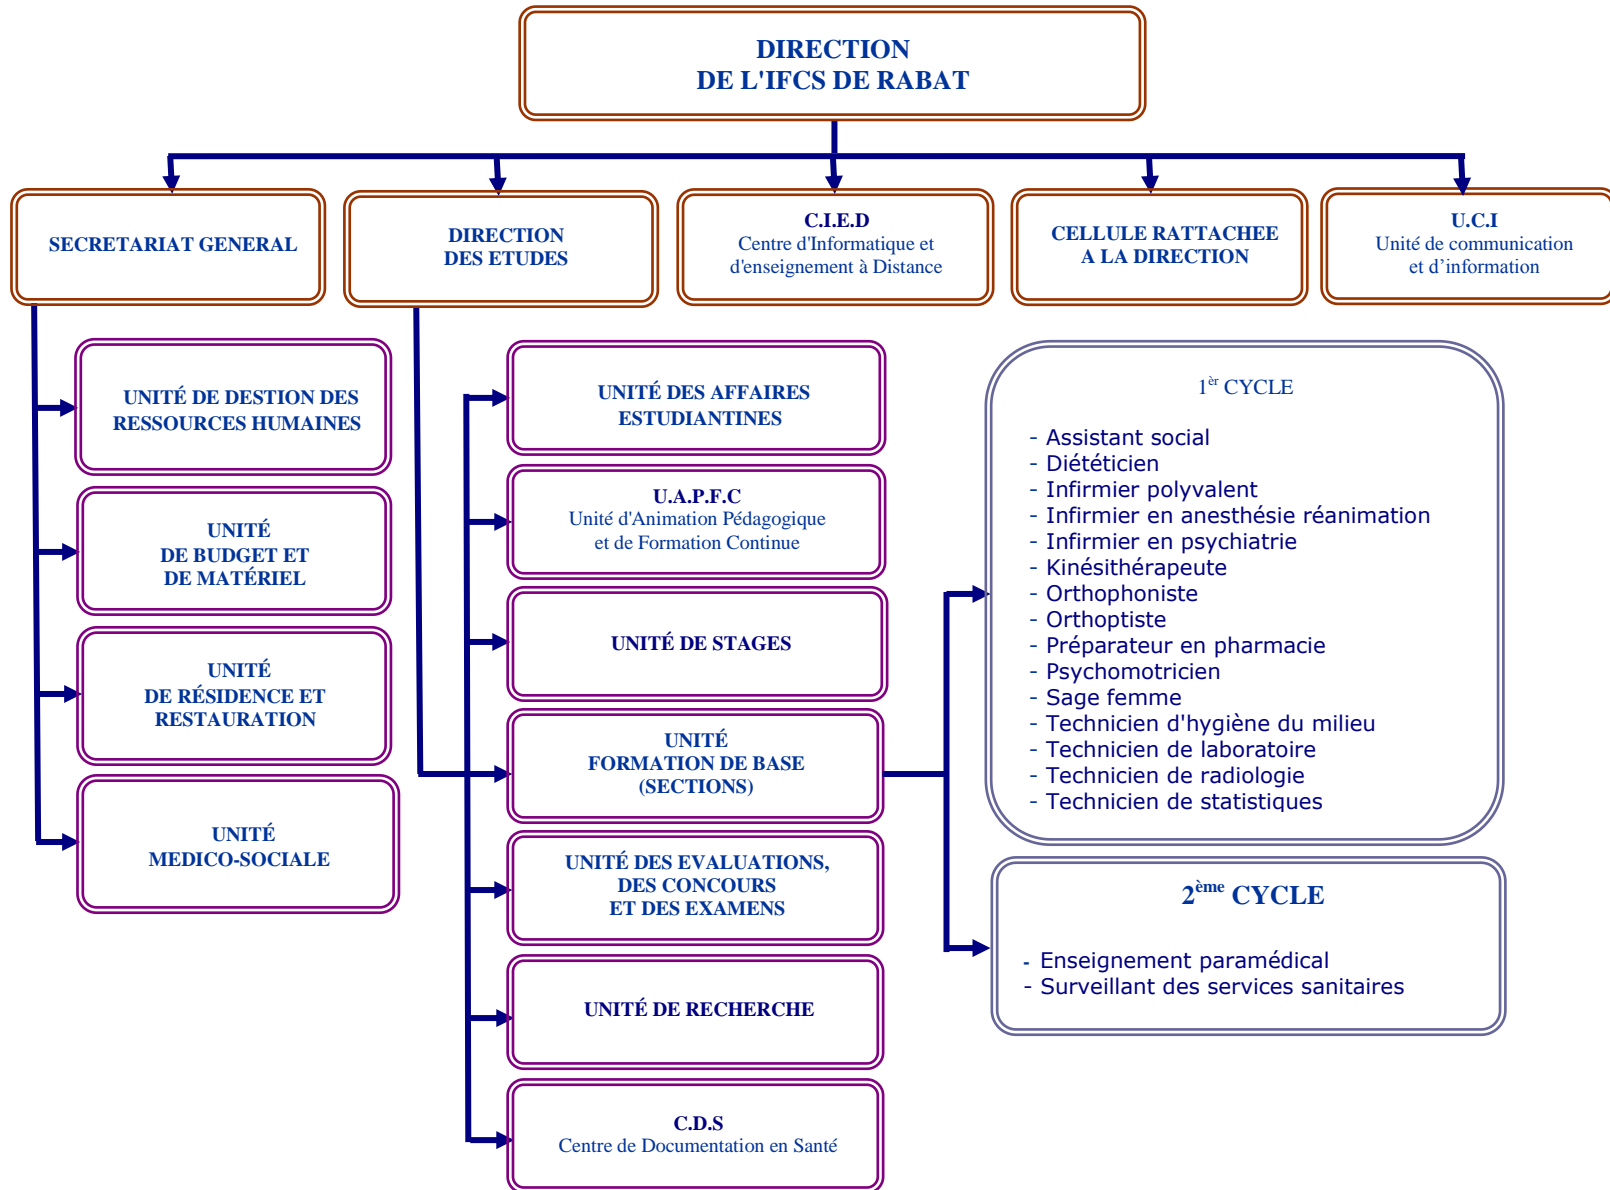 DIRECTION
DE L'IFCS DE RABAT
SECRETARIAT GENERAL
DIRECTION
DES ETUDES
C.I.E.D
Centre d'Informatique et
d'enseignement à Distance
CELLULE RATTACHEE
A LA DIRECTION
U.C.I
Unité de communication
et d’information
UNITÉ DE DESTION DES
RESSOURCES HUMAINES
UNITÉ
DE BUDGET ET
DE MATÉRIEL
UNITÉ
DE RÉSIDENCE ET
RESTAURATION
UNITÉ
MEDICO-SOCIALE
UNITÉ DES AFFAIRES
ESTUDIANTINES
U.A.P.F.C
Unité d'Animation Pédagogique
et de Formation Continue
UNITÉ DE STAGES
UNITÉ
FORMATION DE BASE
(SECTIONS)
UNITÉ DES EVALUATIONS,
DES CONCOURS
ET DES EXAMENS
UNITÉ DE RECHERCHE
C.D.S
Centre de Documentation en Santé
1èr CYCLE
- Assistant social
- Diététicien
- Infirmier polyvalent
- Infirmier en anesthésie réanimation
- Infirmier en psychiatrie
- Kinésithérapeute
- Orthophoniste
- Orthoptiste
- Préparateur en pharmacie
- Psychomotricien
- Sage femme
- Technicien d'hygiène du milieu
- Technicien de laboratoire
- Technicien de radiologie
- Technicien de statistiques
2ème CYCLE
- Enseignement paramédical
- Surveillant des services sanitaires